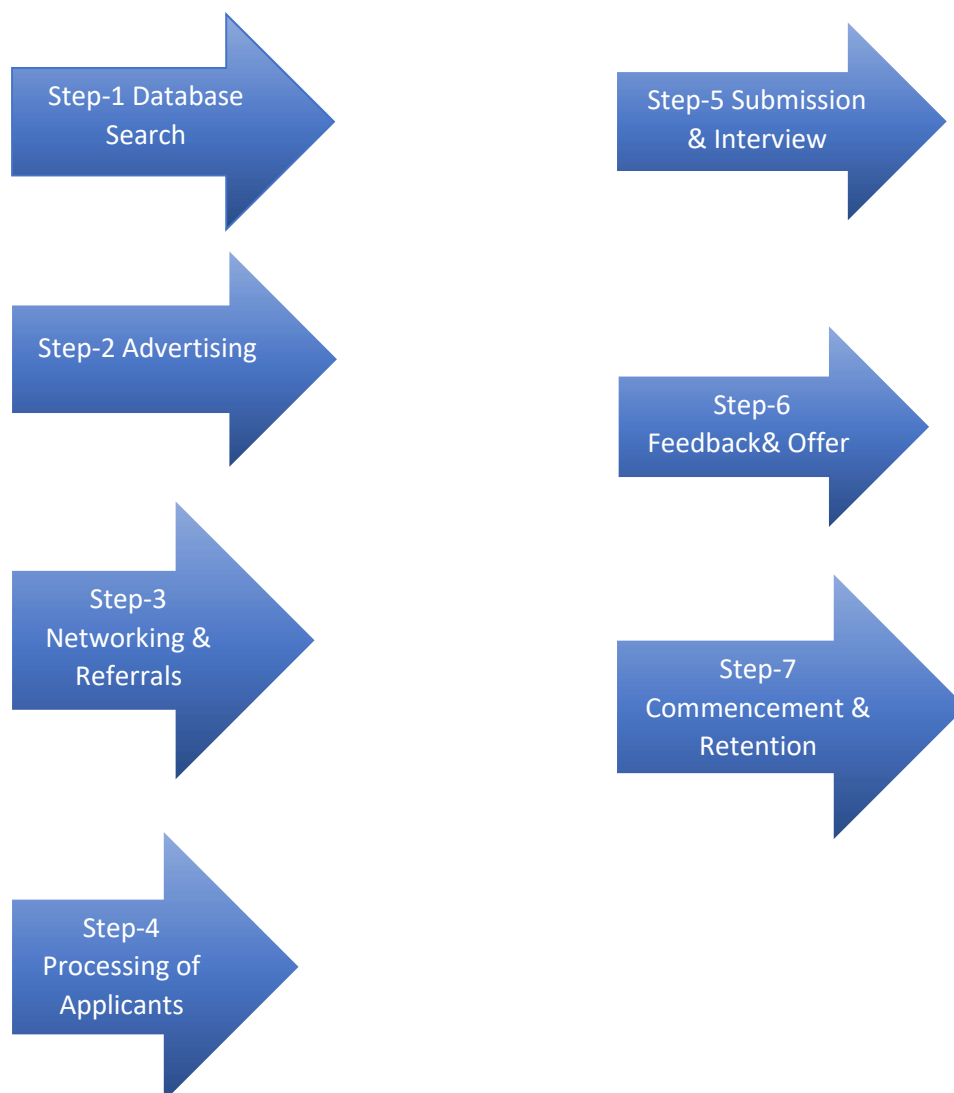 Step-1 Database
Search
Step-2 Advertising
Step-3
Networking &
Referrals
Step-4
Processing of
Applicants
Step-5 Submission
& Interview
Step-6
Feedback& Offer
Step-7
Commencement &
Retention